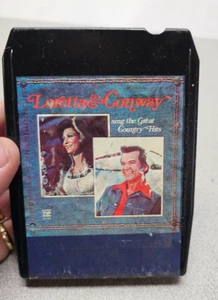 Loretta & Conway
sing the Great
Country Hits